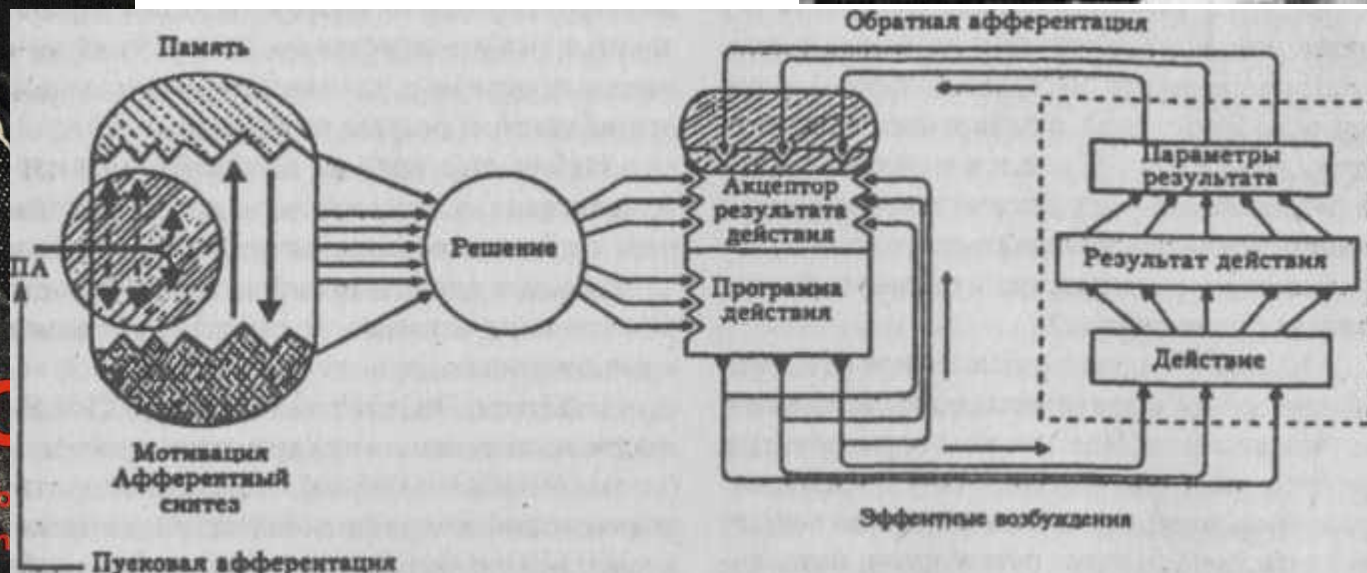 Память
ПА
Мотивация
Афферентный
синтез
Пусковая афферентация
Решение
Обратная афферентация
Акцептор
результата
действия
Программа
действия
Эффентные возбуждения
Параметры
результата
Результат действия
Действие